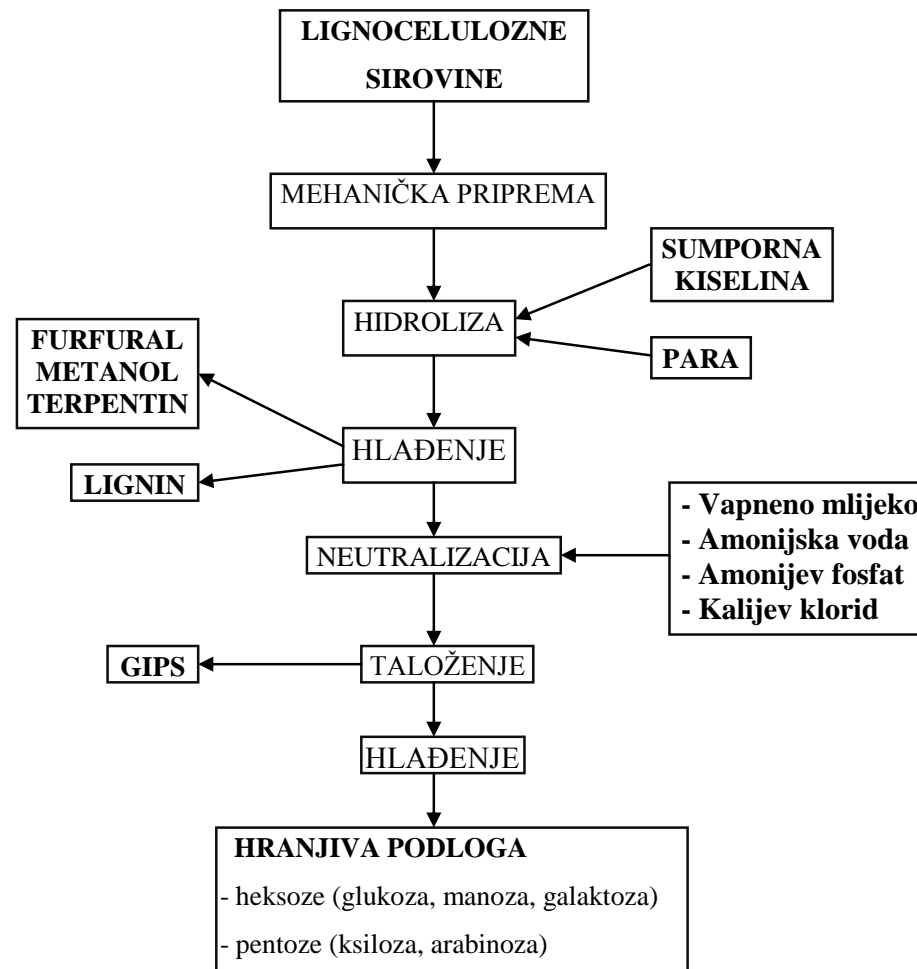 LIGNOCELULOZNE
SIROVINE
MEHANIČKA PRIPREMA
SUMPORNA
KISELINA
HIDROLIZA
PARA
FURFURAL
METANOL
TERPENTIN
HLAĐENJE
LIGNIN
- Vapneno mlijeko
- Amonijska voda
- Amonijev fosfat
- Kalijev klorid
NEUTRALIZACIJA
GIPS
TALOŽENJE
HLAĐENJE
HRANJIVA PODLOGA
- heksoze (glukoza, manoza, galaktoza)
- pentoze (ksiloza, arabinoza)